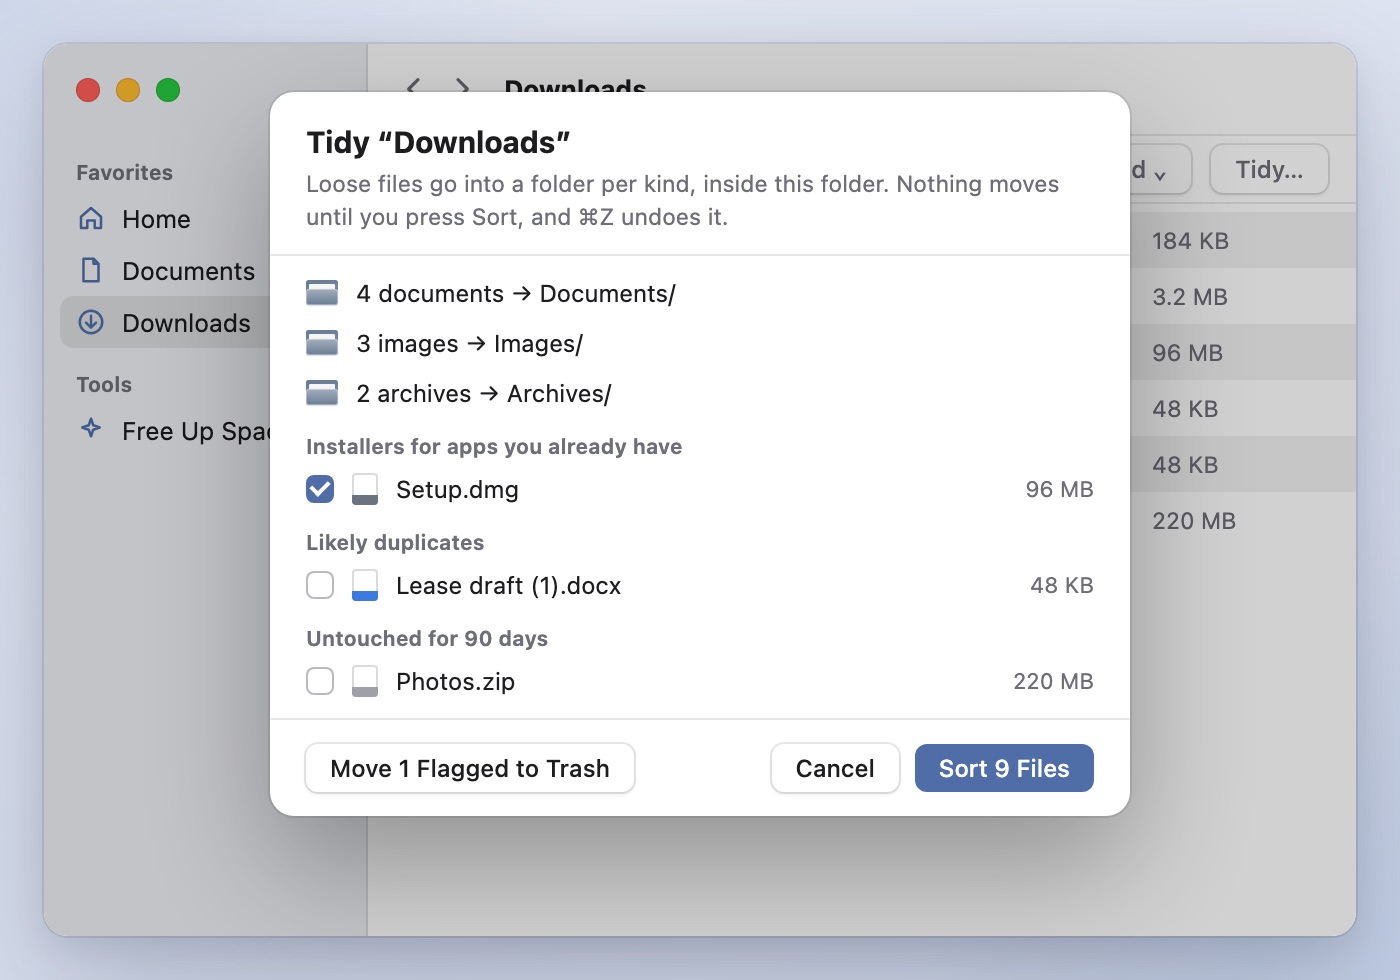 Downloads
Favorites
Home
Documents
Downloads
Tools
Free Up Spac
d
Tidy...
184 KB
3.2 MB
96 MB
48 KB
48 KB
220 MB
Tidy “Downloads”
Loose files go into a folder per kind, inside this folder. Nothing moves
until you press Sort, and ⌘Z undoes it.
4 documents → Documents/
3 images → Images/
2 archives → Archives/
Installers for apps you already have
Setup.dmg 96 MB
Likely duplicates
Lease draft (1).docx 48 KB
Untouched for 90 days
Photos.zip 220 MB
Move 1 Flagged to Trash Cancel Sort 9 Files